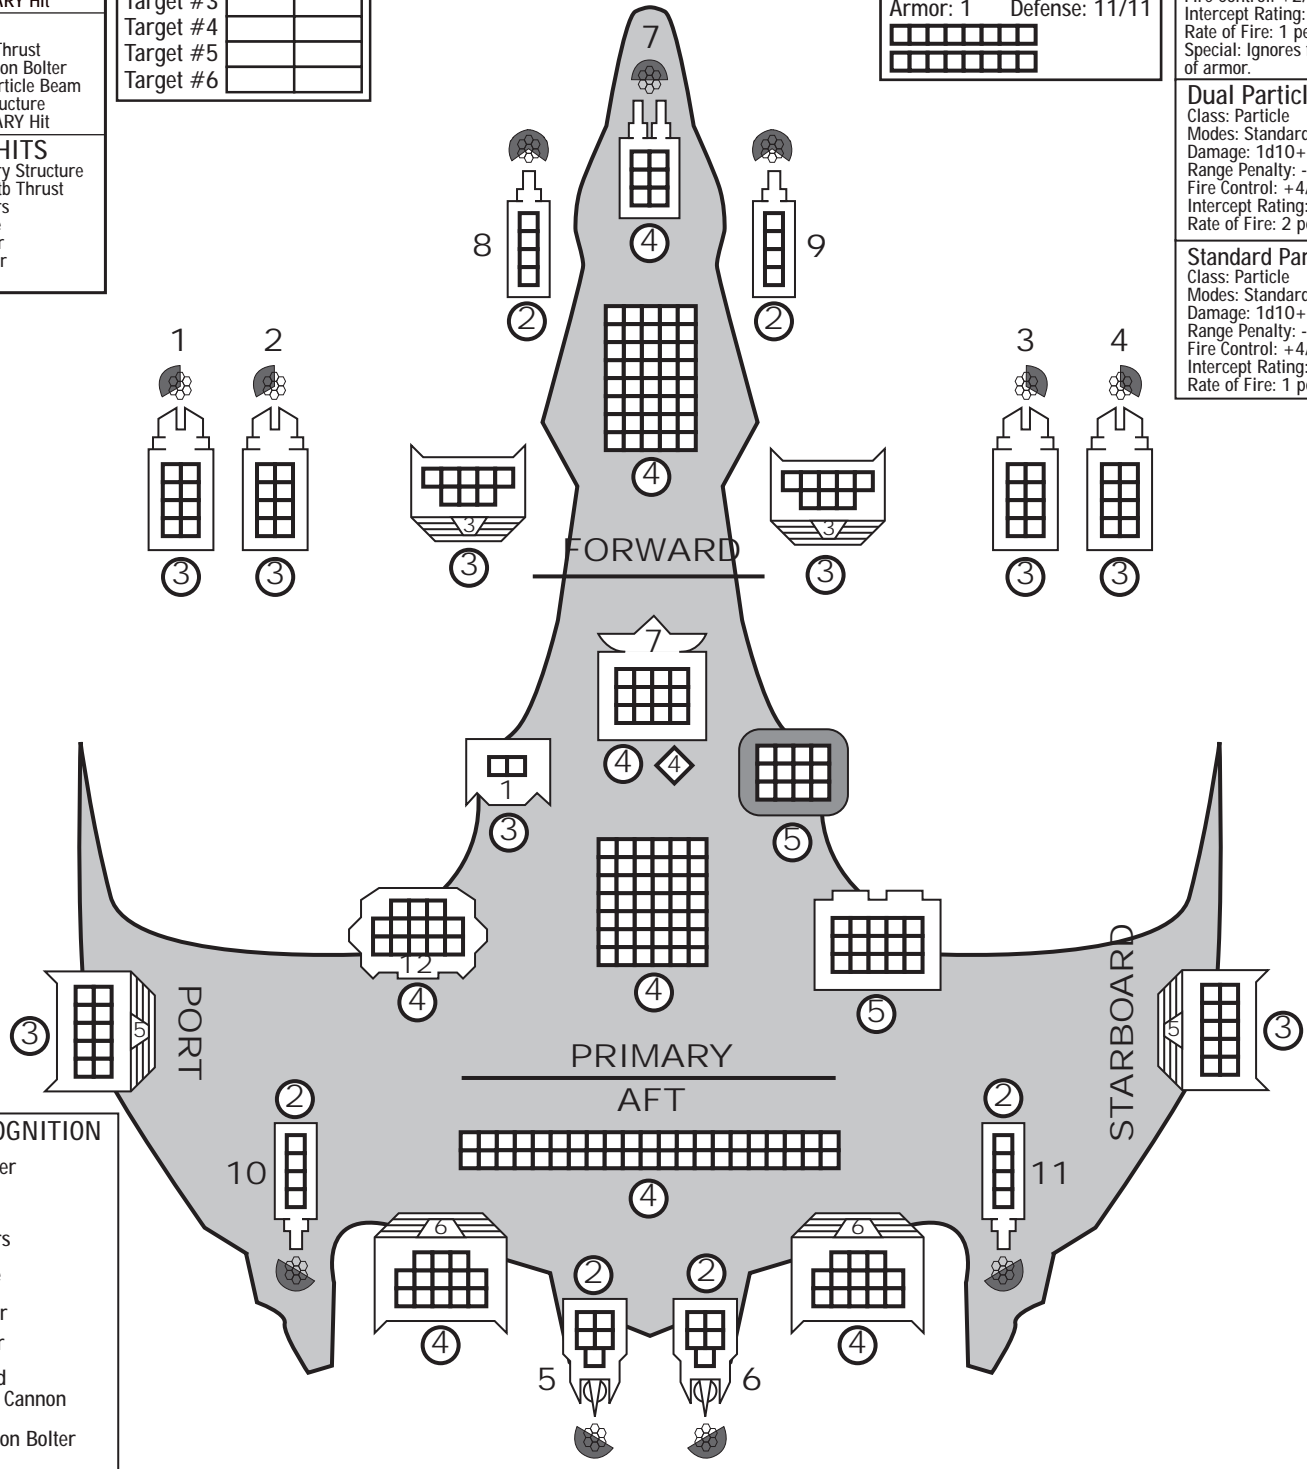 ARY Hit
Thrust
on Bolter
rticle Beam
ucture
ARY Hit
HITS
ry Structure
tb Thrust
rs
e
r
r
Target #3
Target #4
Target #5
Target #6
Armor: 1 Defense: 11/11
Intercept Rating:
Rate of Fire: 1 pe
Special: Ignores
of armor.
Dual Particl
Class: Particle
Modes: Standard
Damage: 1d10+
Range Penalty: -
Fire Control: +4/
Intercept Rating:
Rate of Fire: 2 pe
Standard Par
Class: Particle
Modes: Standard
Damage: 1d10+
Range Penalty: -
Fire Control: +4/
Intercept Rating:
Rate of Fire: 1 pe
7
4
8
2
9
2
1
2
3
4
3
3
3
3
4
3
3
3
3
FORWARD
7
4
4
1
3
5
12
4
4
5
PORT
STARBOARD
3
5
5
3
PRIMARY
AFT
4
2
10
2
11
6
4
6
4
2
5
2
6
OGNITION
er
rs
e
r
r
d
Cannon
on Bolter